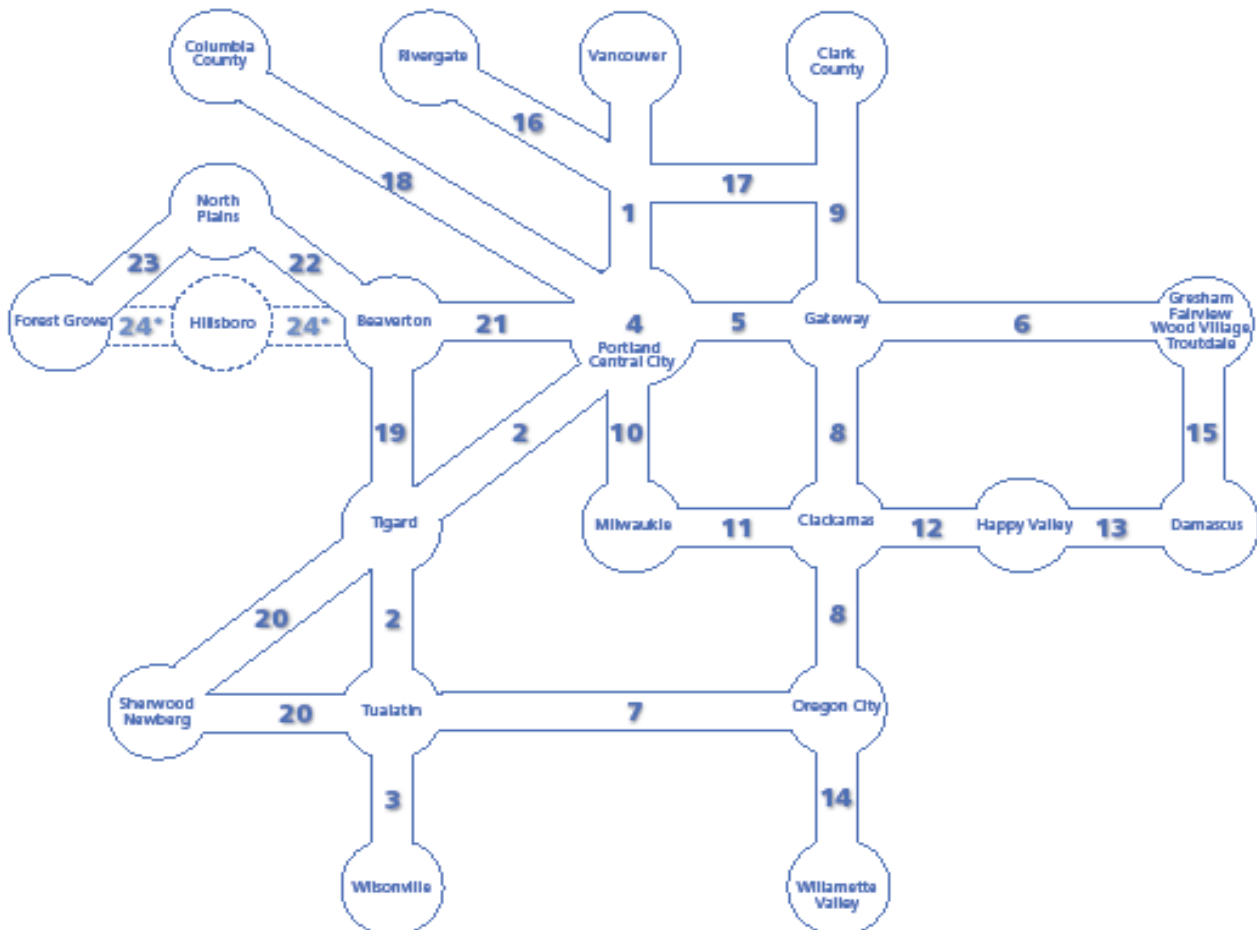 Columbia
County
Rivergate
Vancouver
Clark
County
16
18
17
North
Plains
1
9
23
22
Forest Grove
24*
Hillsboro
24*
Beaverton
21
4
Portland
Central City
5
Gateway
6
Gresham
Fairview
Wood Village
Troutdale
19
2
10
8
15
Tigard
Milwaukie
11
Clackamas
12
Happy Valley
13
Damascus
20
2
8
Sherwood
Newberg
20
Tualatin
7
Oregon City
3
14
Wilsonville
Willamette
Valley